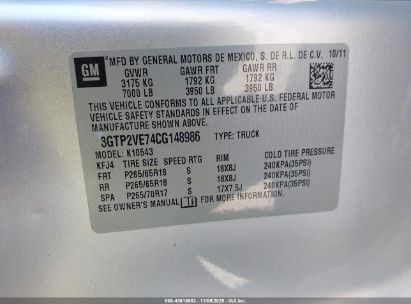 GM
MFD BY GENERAL MOTORS DE MEXICO, S. DE R.L. DE C.V. 10/11
GVWR GAWR FRT GAWR RR
3175 KG 1792 KG 1792 KG
7000 LB 3950 LB 3950 LB
THIS VEHICLE CONFORMS TO ALL APPLICABLE U.S. FEDERAL MOTOR
VEHICLE SAFETY AND THEFT PREVENTION STANDARDS IN EFFECT ON
THE DATE OF MANUFACTURE SHOWN ABOVE.
3GTP2VE74CG148986 TYPE: TRUCK
MODEL: K10543
KFJ4 TIRE SIZE SPEED RTG RIM COLD TIRE PRESSURE
FRT P265/65R18 S 18X8J 240KPA(35PSI)
RR P265/65R18 S 18X8J 240KPA(35PSI)
SPA P265/70R17 S 17X7.5J 240KPA(35PSI)
SEE OWNER'S MANUAL FOR ADDITIONAL INFORMATION.